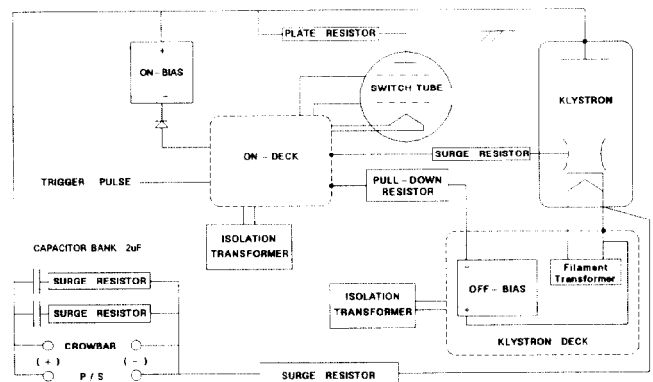 PLATE RESISTOR
+
ON-BIAS
−
SWITCH TUBE
KLYSTRON
ON-DECK
SURGE RESISTOR
TRIGGER PULSE
PULL-DOWN
RESISTOR
ISOLATION
TRANSFORMER
CAPACITOR BANK 2uF
SURGE RESISTOR
SURGE RESISTOR
CROWBAR
(+) (−)
P/S
SURGE RESISTOR
ISOLATION
TRANSFORMER
−
OFF-BIAS
+
Filament
Transformer
KLYSTRON DECK